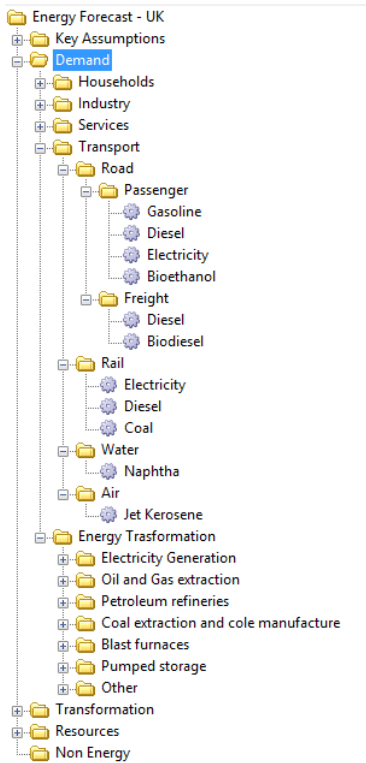 Energy Forecast - UK
Key Assumptions
Demand
Households
Industry
Services
Transport
Road
Passenger
Gasoline
Diesel
Electricity
Bioethanol
Freight
Diesel
Biodiesel
Rail
Electricity
Diesel
Coal
Water
Naphtha
Air
Jet Kerosene
Energy Trasformation
Electricity Generation
Oil and Gas extraction
Petroleum refineries
Coal extraction and cole manufacture
Blast furnaces
Pumped storage
Other
Transformation
Resources
Non Energy